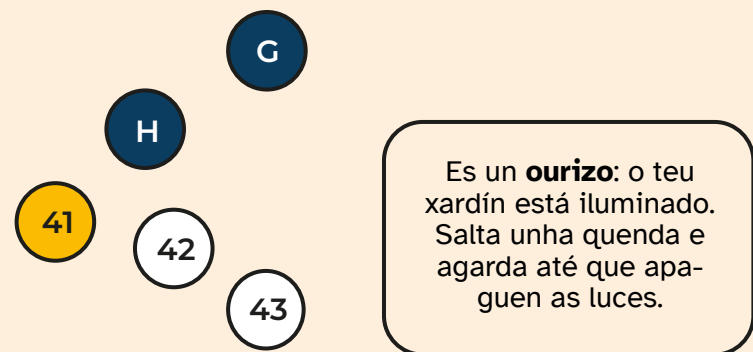 G
H
41
42
43
Es un ourizo: o teu
xardín está iluminado.
Salta unha quenda e
agarda até que apa-
guen as luces.